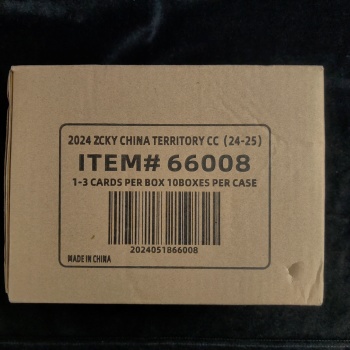 2024 ZCKY CHINA TERRITORY CC (24-25)
ITEM# 66008
1-3 CARDS PER BOX 10BOXES PER CASE
2024051866008
MADE IN CHINA